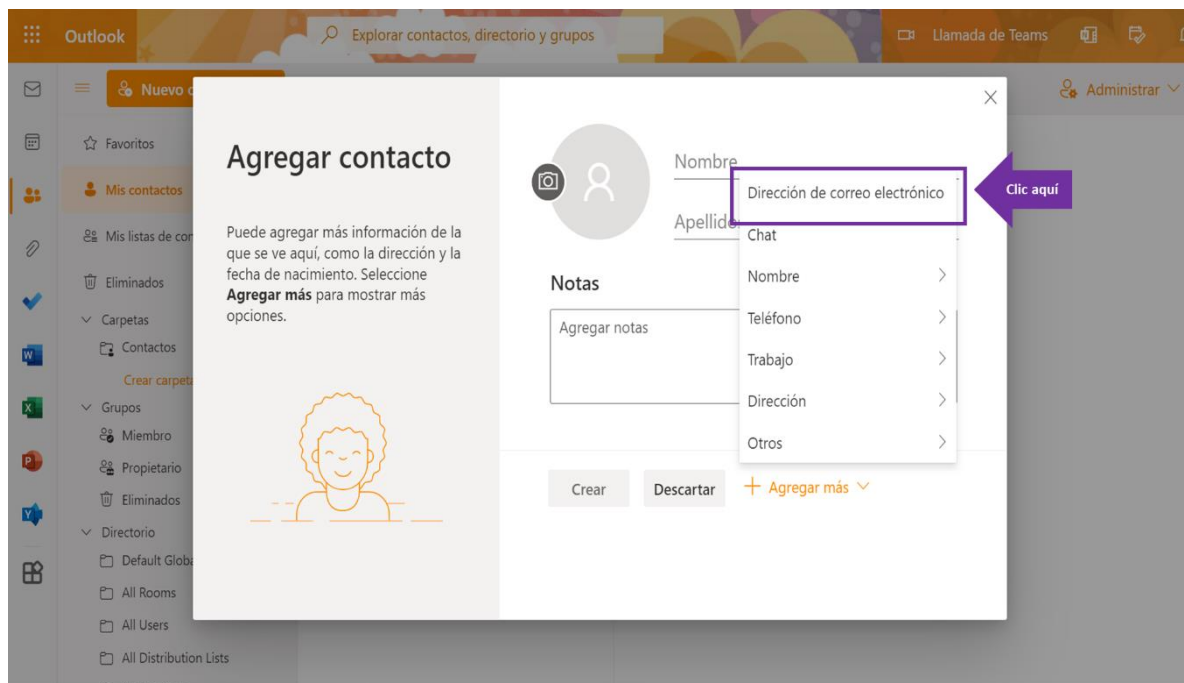 Outlook
Explorar contactos, directorio y grupos
Llamada de Teams
Nuevo
Administrar
Favoritos
Mis contactos
Mis listas de
Eliminados
Carpetas
Contactos
Crear
Grupos
Miembro
Propietario
Eliminados
Directorio
Default
All Rooms
All Users
All Distribution Lists
Agregar contacto
Puede agregar más información de la
que se ve aquí, como la dirección y la
fecha de nacimiento. Seleccione
Agregar más para mostrar más
opciones.
Nombre
Dirección de correo electrónico
Clic aquí
Chat
Nombre
Teléfono
Trabajo
Dirección
Otros
Notas
Agregar notas
Crear
Descartar
Agregar más